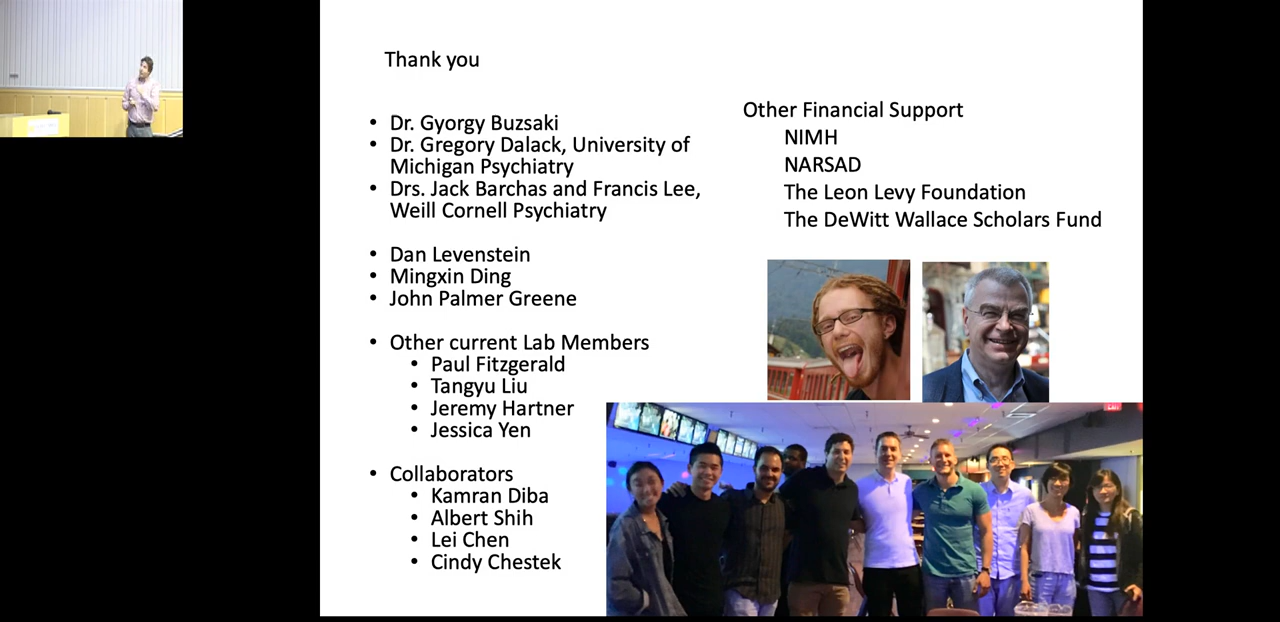 Thank you
• Dr. Gyorgy Buzsaki
• Dr. Gregory Dalack, University of
Michigan Psychiatry
• Drs. Jack Barchas and Francis Lee,
Weill Cornell Psychiatry
• Dan Levenstein
• Mingxin Ding
• John Palmer Greene
• Other current Lab Members
• Paul Fitzgerald
• Tangyu Liu
• Jeremy Hartner
• Jessica Yen
• Collaborators
• Kamran Diba
• Albert Shih
• Lei Chen
• Cindy Chestek
Other Financial Support
NIMH
NARSAD
The Leon Levy Foundation
The DeWitt Wallace Scholars Fund
EXIT